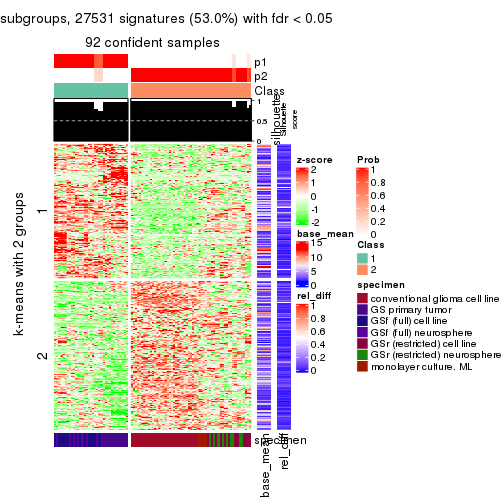 subgroups, 27531 signatures (53.0%) with fdr < 0.05
92 confident samples
p1
p2
Class
silhouette
Silhouette
score
1
0.5
0
k-means with 2 groups
1
2
z-score
2
1
0
-1
-2
base_mean
15
10
5
0
rel_diff
1
0.8
0.6
0.4
0.2
0
Prob
1
0.8
0.6
0.4
0.2
0
Class
1
2
specimen
conventional glioma cell line
GS primary tumor
GSf (full) cell line
GSf (full) neurosphere
GSr (restricted) cell line
GSr (restricted) neurosphere
monolayer culture. ML
specimen
base_mean
rel_diff